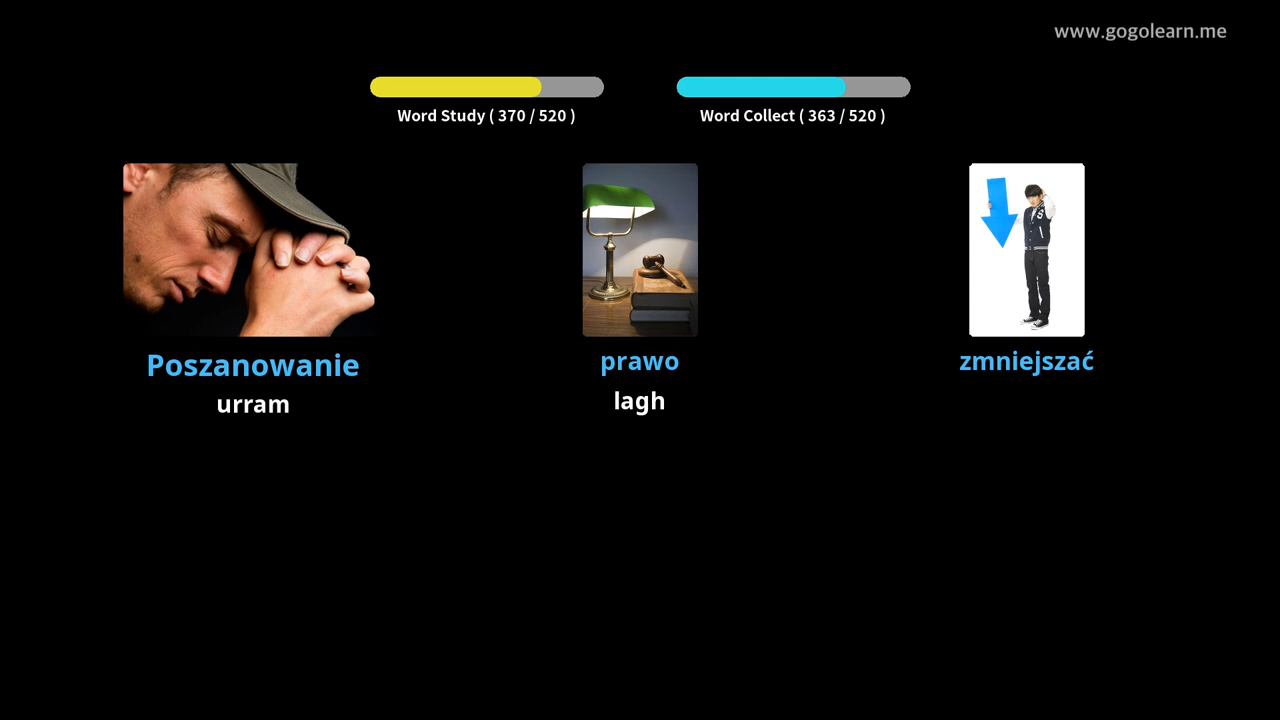 www.gogolearn.me
Word Study ( 370 / 520 )
Word Collect ( 363 / 520 )
Poszanowanie
urram
prawo
lagh
zmniejszać